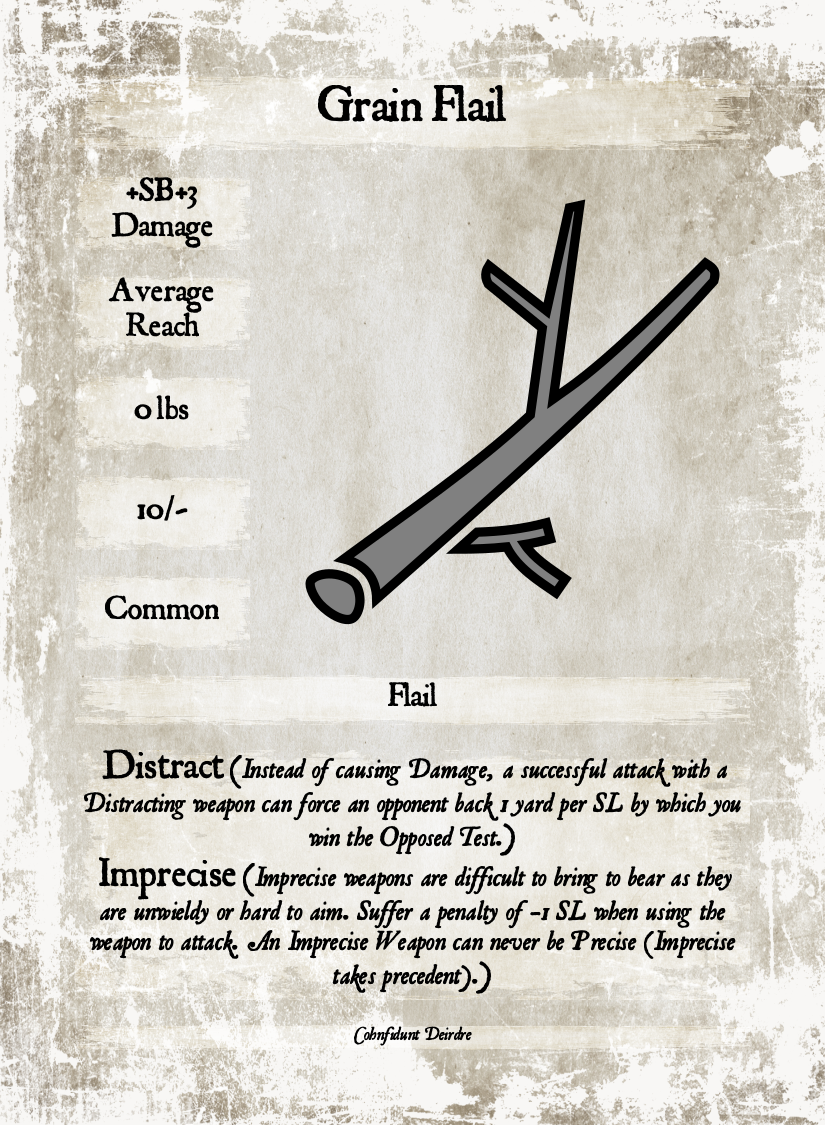 Grain Flail
+SB+3
Damage
Average
Reach
0 lbs
10/-
Common
Flail
Distract (Instead of causing Damage, a successful attack with a
Distracting weapon can force an opponent back 1 yard per SL by which you
win the Opposed Test.)
Imprecise (Imprecise weapons are difficult to bring to bear as they
are unwieldy or hard to aim. Suffer a penalty of -1 SL when using the
weapon to attack. An Imprecise Weapon can never be Precise (Imprecise
takes precedent).)
Cohnfidunt Deirdre